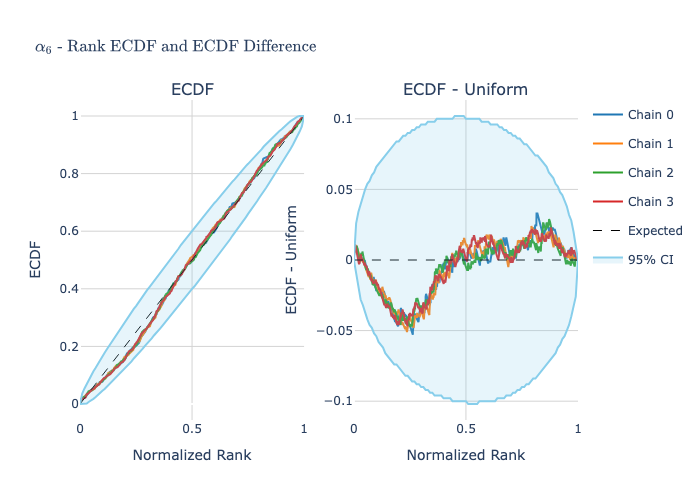 α₆ - Rank ECDF and ECDF Difference
ECDF
ECDF
1
0.8
0.6
0.4
0.2
0
0
0.5
1
Normalized Rank
ECDF - Uniform
ECDF - Uniform
0.1
0.05
0
−0.05
−0.1
0
0.5
1
Normalized Rank
Chain 0
Chain 1
Chain 2
Chain 3
Expected
95% CI